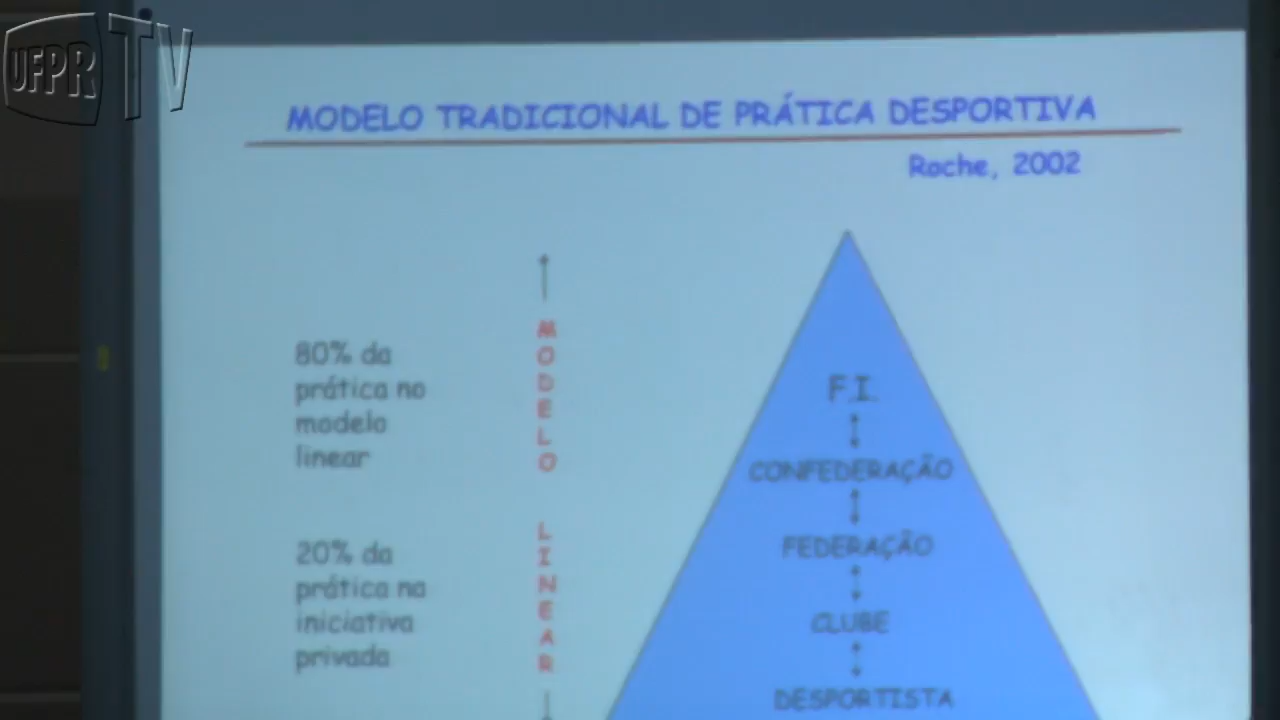 UFPR TV
MODELO TRADICIONAL DE PRÁTICA DESPORTIVA
Roche, 2002
80% da
prática no
modelo
linear
20% da
prática na
iniciativa
privada
MODELO
LINEAR
F.I.
CONFEDERAÇÃO
FEDERAÇÃO
CLUBE
DESPORTISTA